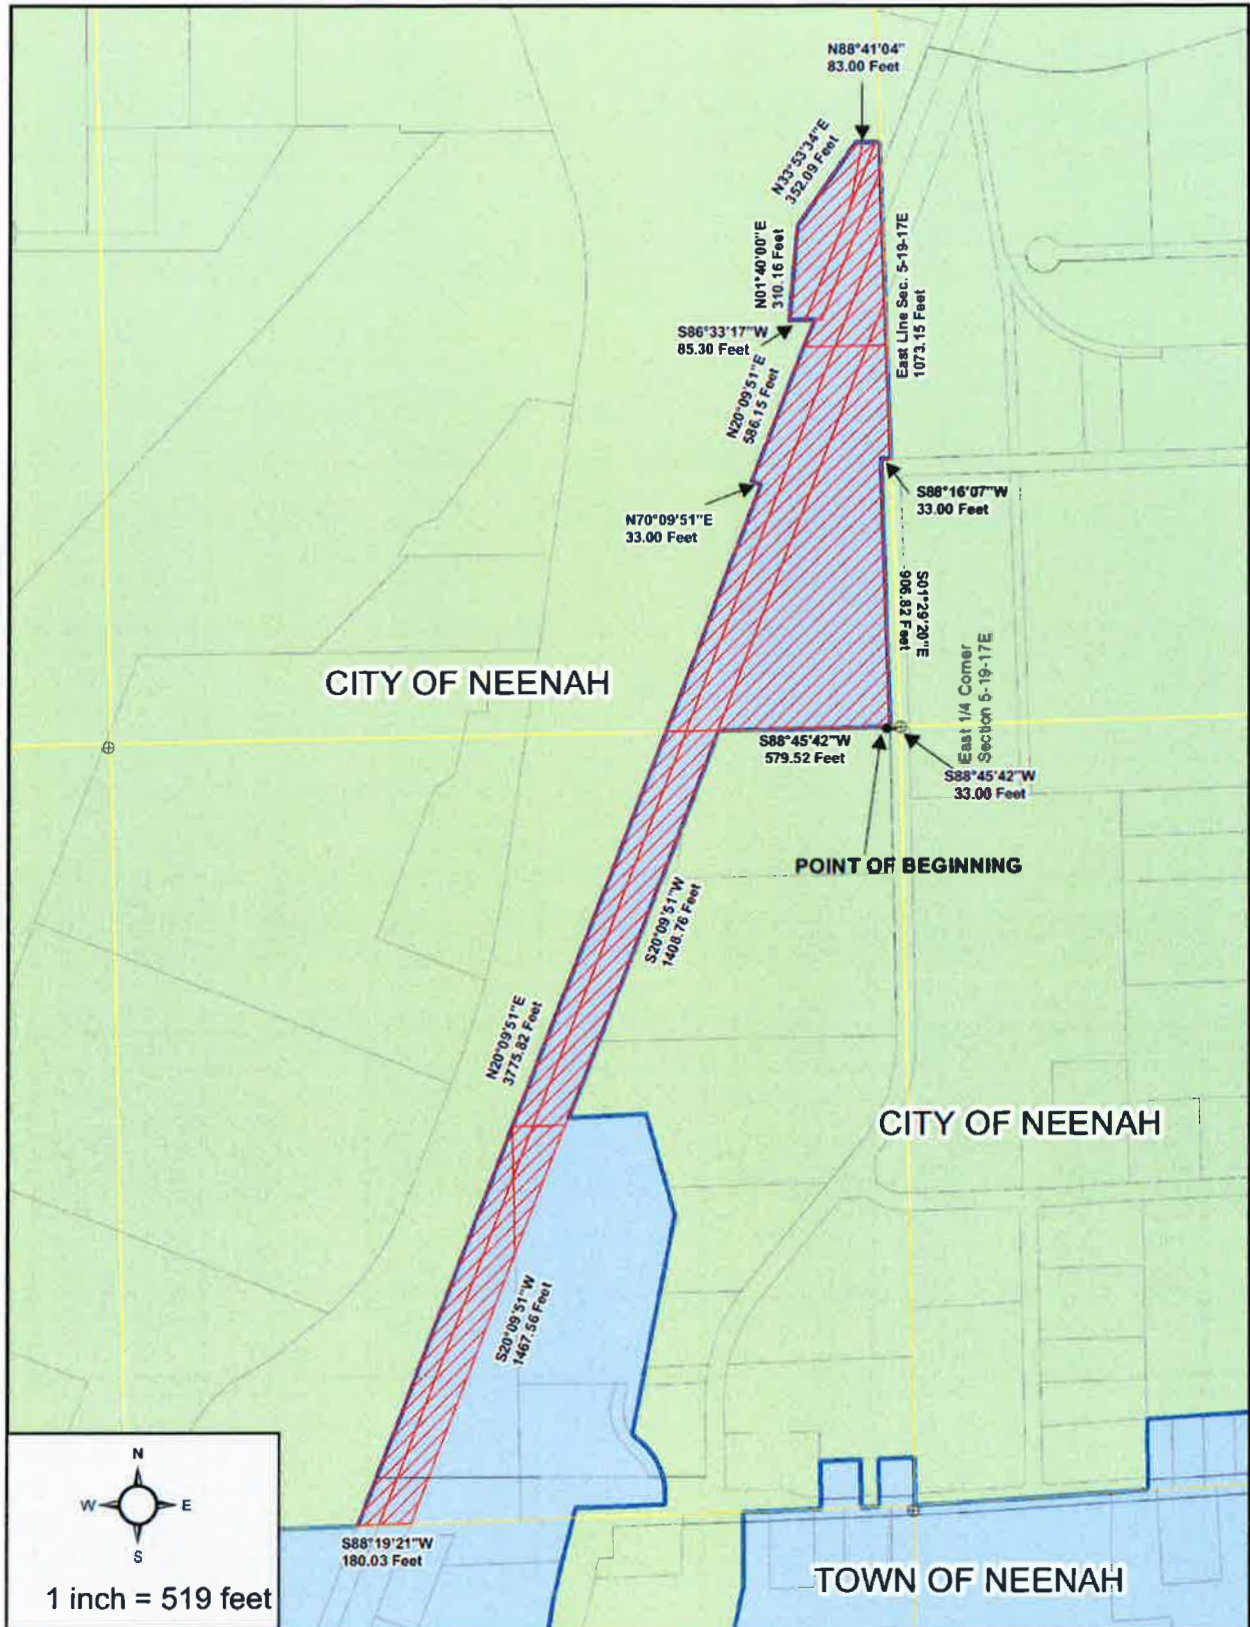 N88°41'04"
83.00 Feet
N33°53'34"E
352.09 Feet
N01°40'00"E
310.16 Feet
East Line Sec. 5-19-17E
1073.15 Feet
S86°33'17"W
85.30 Feet
N20°09'51"E
586.15 Feet
S88°16'07"W
33.00 Feet
N70°09'51"E
33.00 Feet
S01°29'20"E
906.82 Feet
East 1/4 Corner
Section 5-19-17E
CITY OF NEENAH
S88°45'42"W
579.52 Feet
S88°45'42"W
33.00 Feet
POINT OF BEGINNING
S20°09'51"W
1408.76 Feet
N20°09'51"E
3775.82 Feet
CITY OF NEENAH
S20°09'51"W
1467.56 Feet
N
W
E
S
1 inch = 519 feet
S88°19'21"W
180.03 Feet
TOWN OF NEENAH